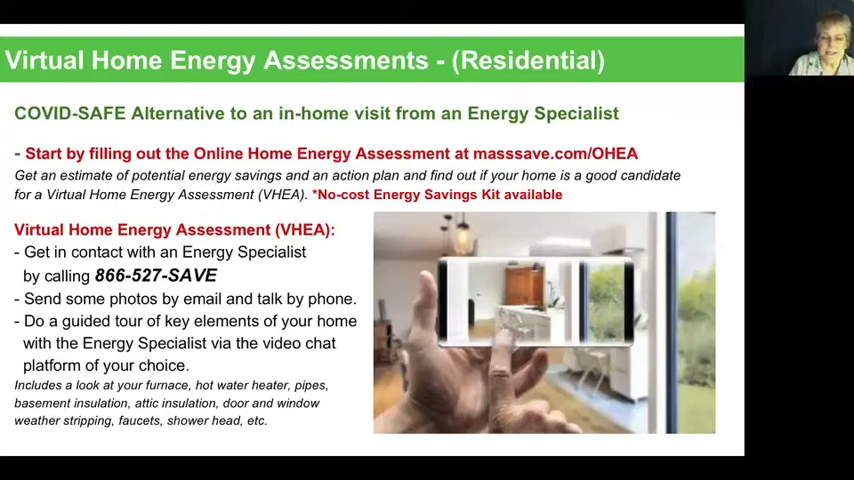 Virtual Home Energy Assessments - (Residential)
COVID-SAFE Alternative to an in-home visit from an Energy Specialist
- Start by filling out the Online Home Energy Assessment at masssave.com/OHEA
Get an estimate of potential energy savings and an action plan and find out if your home is a good candidate
for a Virtual Home Energy Assessment (VHEA). *No-cost Energy Savings Kit available
Virtual Home Energy Assessment (VHEA):
- Get in contact with an Energy Specialist
by calling 866-527-SAVE
- Send some photos by email and talk by phone.
- Do a guided tour of key elements of your home
with the Energy Specialist via the video chat
platform of your choice.
Includes a look at your furnace, hot water heater, pipes,
basement insulation, attic insulation, door and window
weather stripping, faucets, shower head, etc.